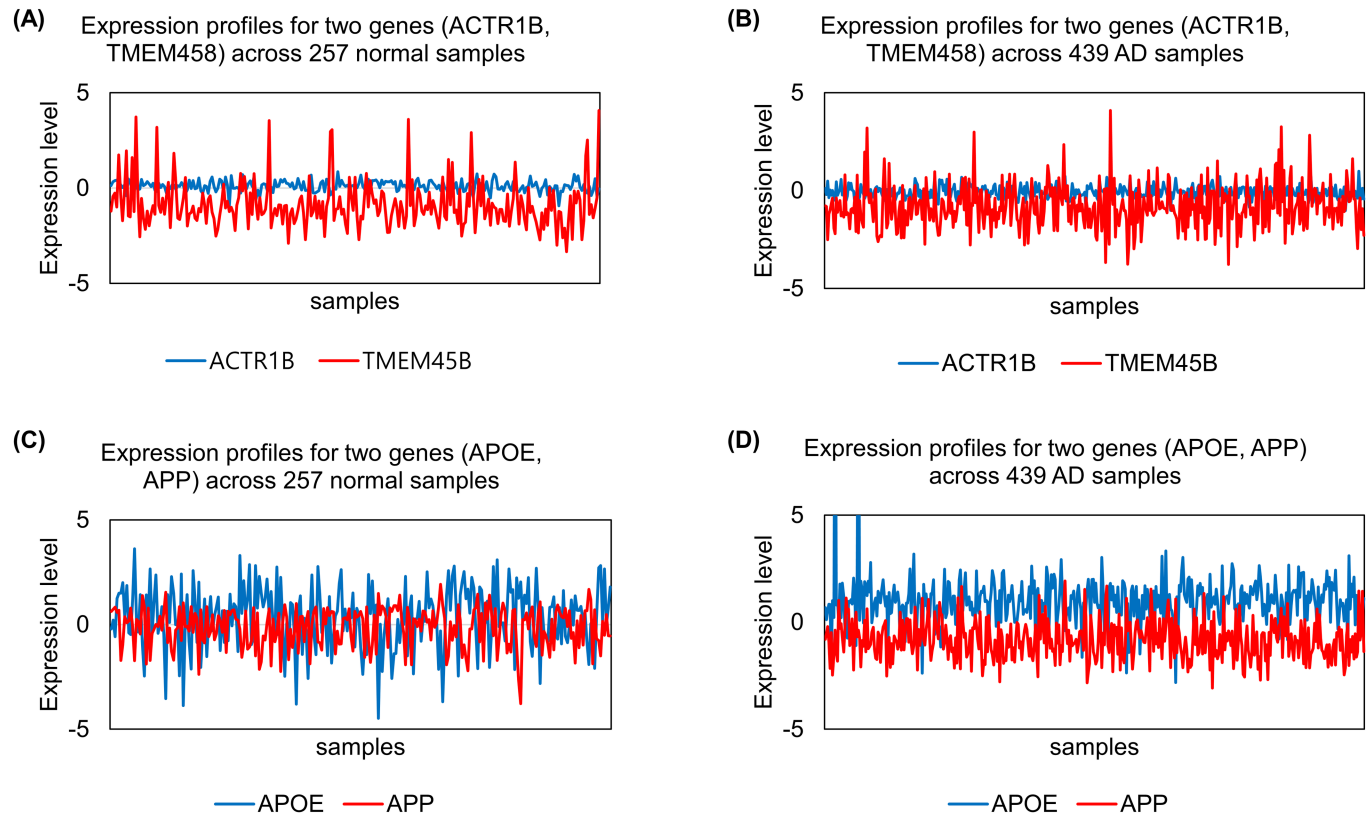 (A)
Expression profiles for two genes (ACTR1B,
TMEM458) across 257 normal samples
Expression level
5
0
-5
samples
ACTR1B TMEM45B
(B)
Expression profiles for two genes (ACTR1B,
TMEM458) across 439 AD samples
Expression level
5
0
-5
samples
ACTR1B TMEM45B
(C)
Expression profiles for two genes (APOE,
APP) across 257 normal samples
Expression level
5
0
-5
samples
APOE APP
(D)
Expression profiles for two genes (APOE, APP)
across 439 AD samples
Expression level
5
0
-5
samples
APOE APP